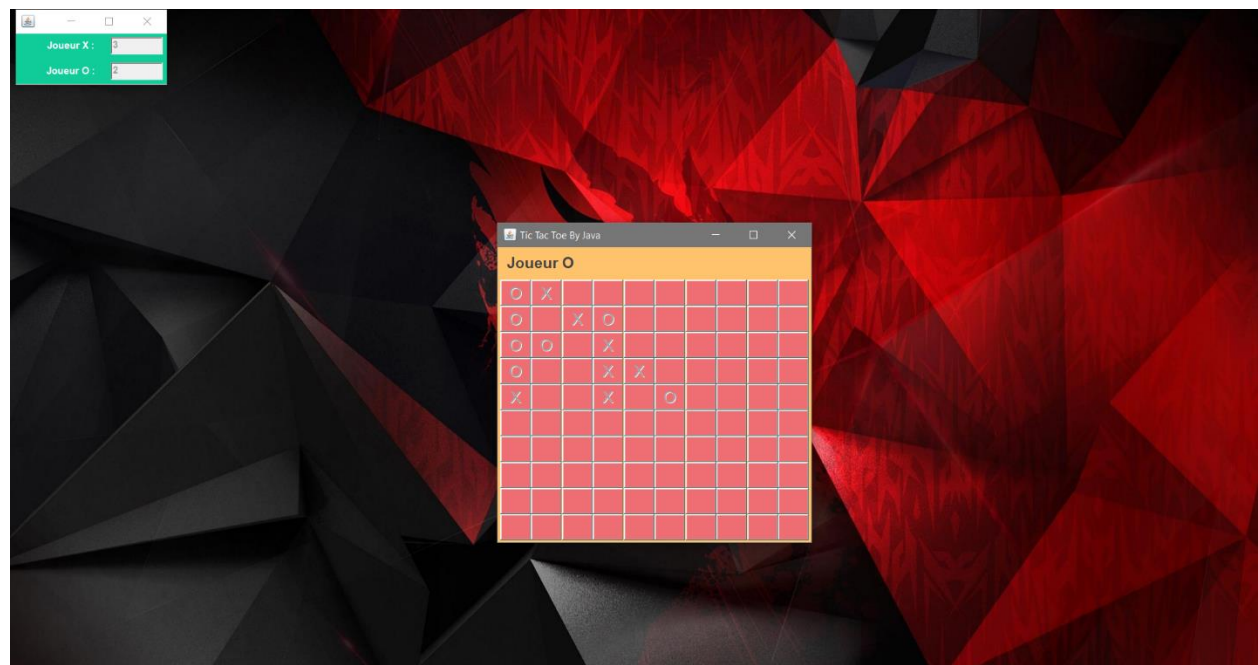 Joueur X : 3
Joueur O : 2
Tic Tac Toe By Java
Joueur O
O X
O X O
O O X
O X X
X X O